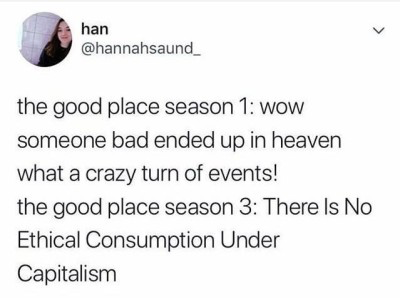 han
@hannahsaund_
the good place season 1: wow
someone bad ended up in heaven
what a crazy turn of events!
the good place season 3: There Is No
Ethical Consumption Under
Capitalism